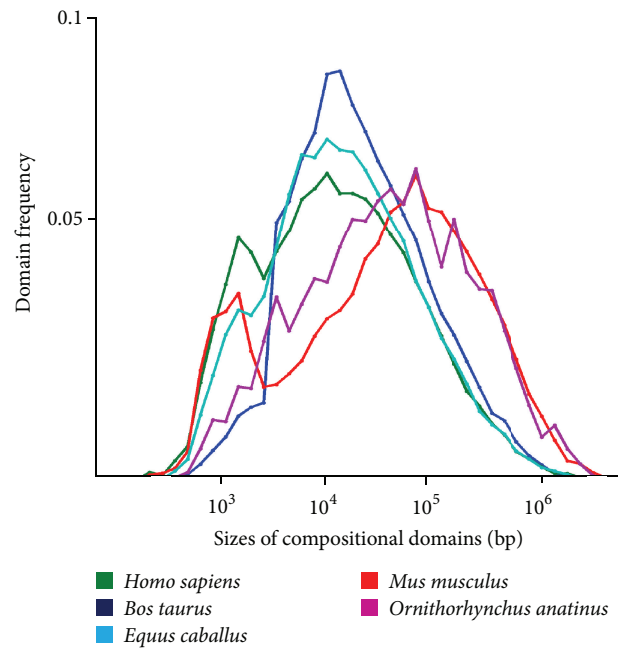 0.1
0.05
Domain frequency
10³ 10⁴ 10⁵ 10⁶
Sizes of compositional domains (bp)
Homo sapiens
Bos taurus
Equus caballus
Mus musculus
Ornithorhynchus anatinus